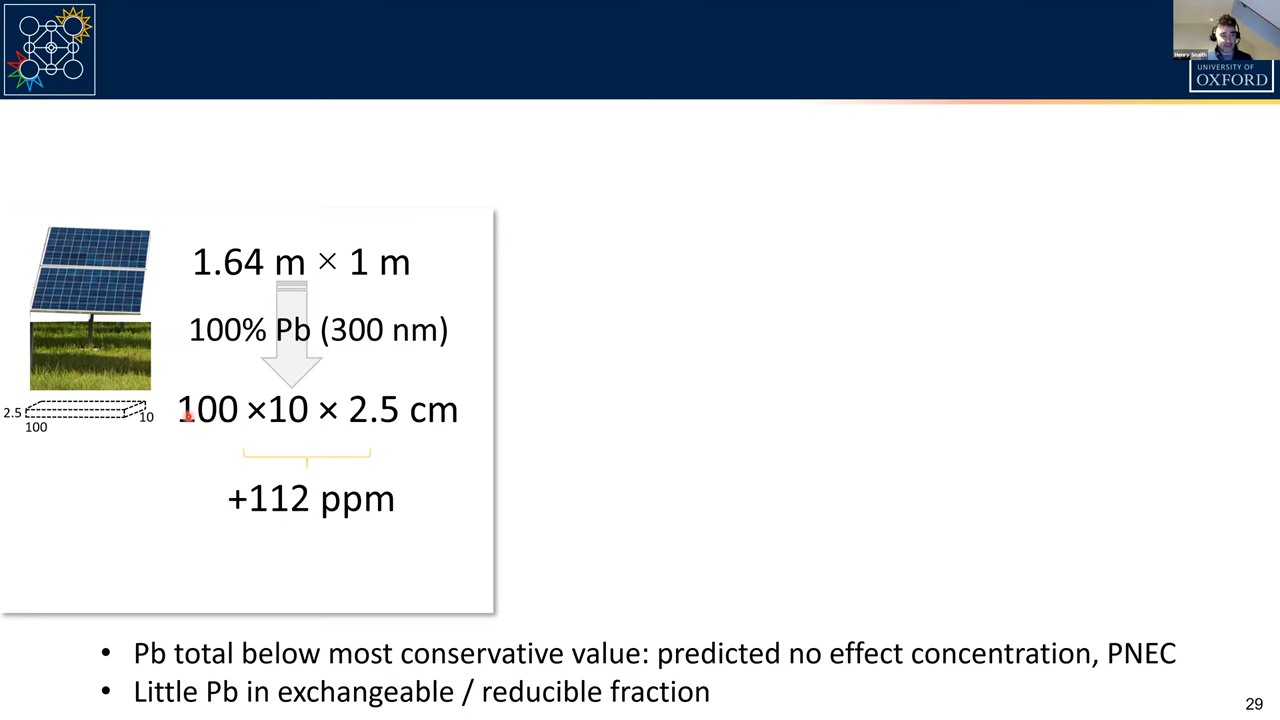 Henry Snaith
UNIVERSITY OF
OXFORD
1.64 m × 1 m
100% Pb (300 nm)
100 ×10 × 2.5 cm
2.5
10
100
+112 ppm
• Pb total below most conservative value: predicted no effect concentration, PNEC
• Little Pb in exchangeable / reducible fraction
29